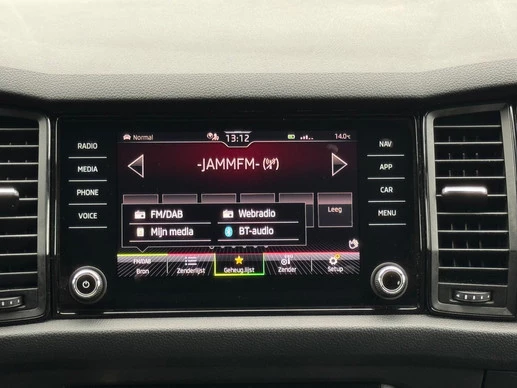 Normal
13:12
14.0°C
RADIO
MEDIA
PHONE
VOICE
-JAMMFM-
NAV
APP
CAR
MENU
FM/DAB
Webradio
Leeg
Mijn media
BT-audio
FM/DAB
Bron
Zenderlijst
Geheug.lijst
Zender
Setup